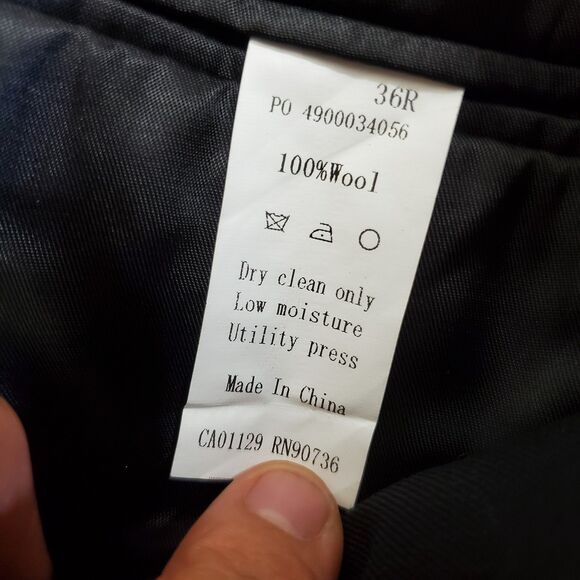 36R
PO 4900034056
100%Wool
Dry clean only
Low moisture
Utility press
Made In China
CA01129 RN90736